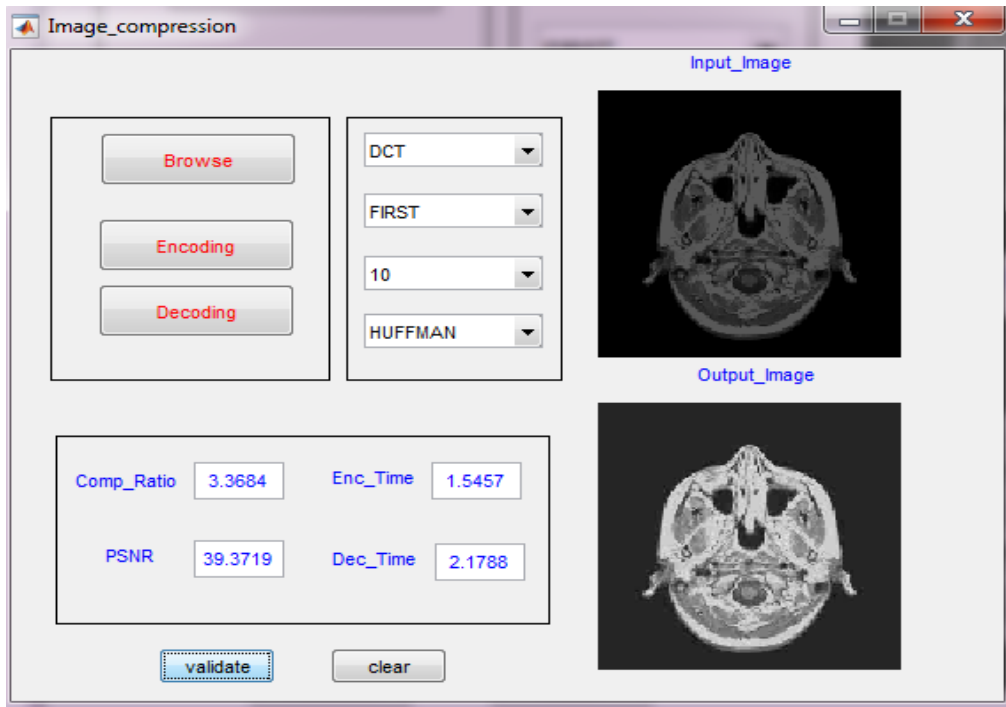 Image_compression
Input_Image
Browse
Encoding
Decoding
DCT
FIRST
10
HUFFMAN
Output_Image
Comp_Ratio 3.3684 Enc_Time 1.5457
PSNR 39.3719 Dec_Time 2.1788
validate clear